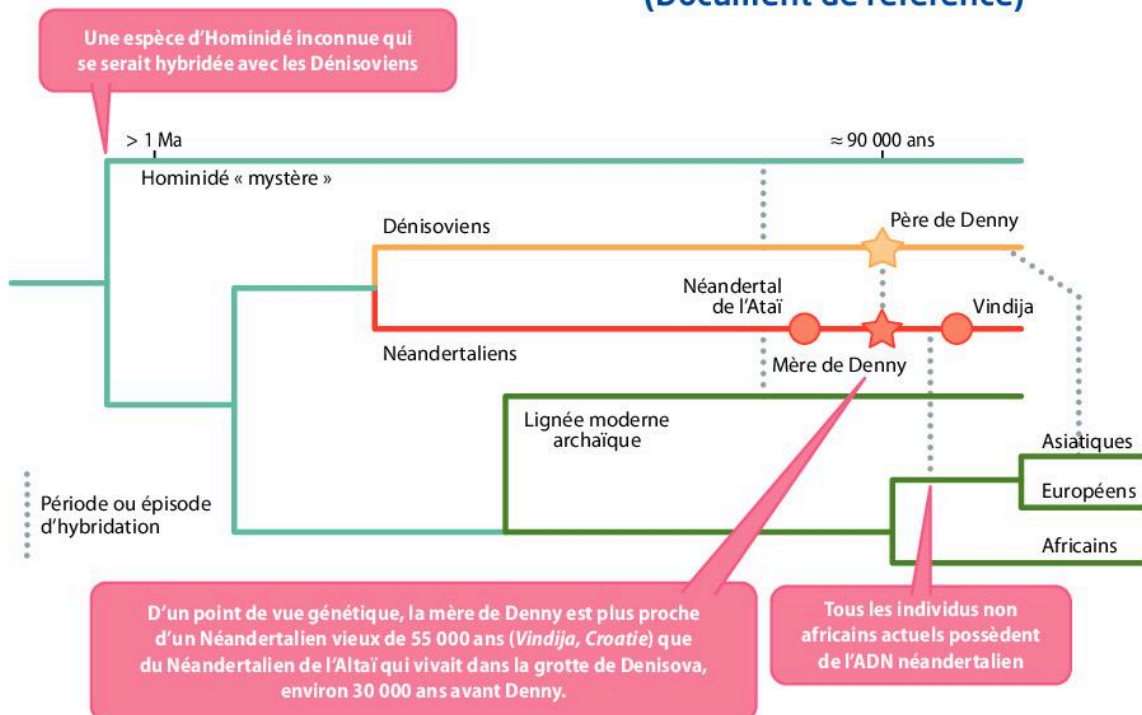 (Document de référence)
Une espèce d'Hominidé inconnue qui
se serait hybridée avec les Dénisoviens
> 1 Ma
≈ 90 000 ans
Hominidé « mystère »
Dénisoviens
Père de Denny
Néandertal
de l'Ataï
Vindija
Néandertaliens
Mère de Denny
Lignée moderne
archaïque
Asiatiques
Européens
Africains
Période ou épisode
d'hybridation
D'un point de vue génétique, la mère de Denny est plus proche
d'un Néandertalien vieux de 55 000 ans (Vindija, Croatie) que
du Néandertalien de l'Altaï qui vivait dans la grotte de Denisova,
environ 30 000 ans avant Denny.
Tous les individus non
africains actuels possèdent
de l'ADN néandertalien